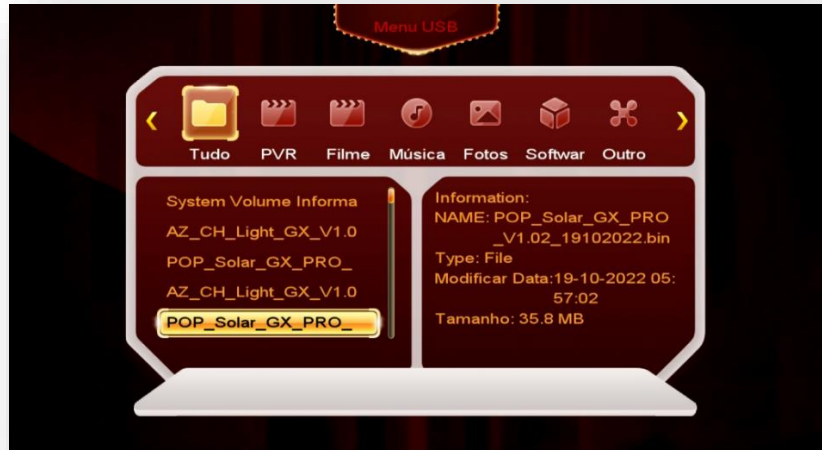 Menu USB
Tudo PVR Filme Música Fotos Softwar Outro
System Volume Informa
AZ_CH_Light_GX_V1.0
POP_Solar_GX_PRO_
AZ_CH_Light_GX_V1.0
POP_Solar_GX_PRO_
Information:
NAME: POP_Solar_GX_PRO
_V1.02_19102022.bin
Type: File
Modificar Data:19-10-2022 05:
57:02
Tamanho: 35.8 MB